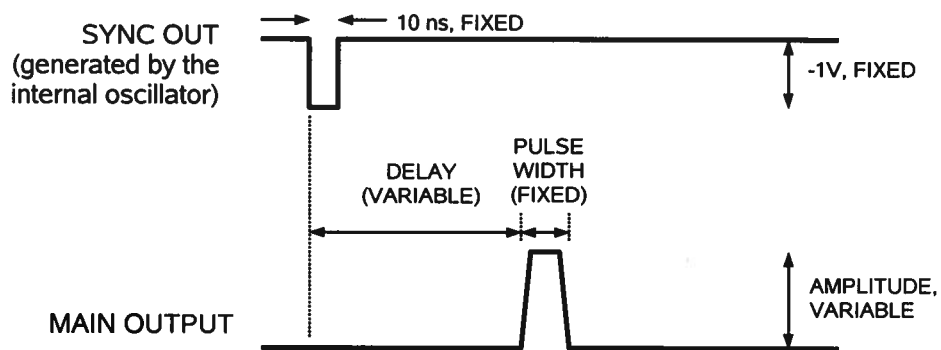 SYNC OUT
(generated by the
internal oscillator)
10 ns, FIXED
-1V, FIXED
DELAY
(VARIABLE)
PULSE
WIDTH
(FIXED)
MAIN OUTPUT
AMPLITUDE,
VARIABLE